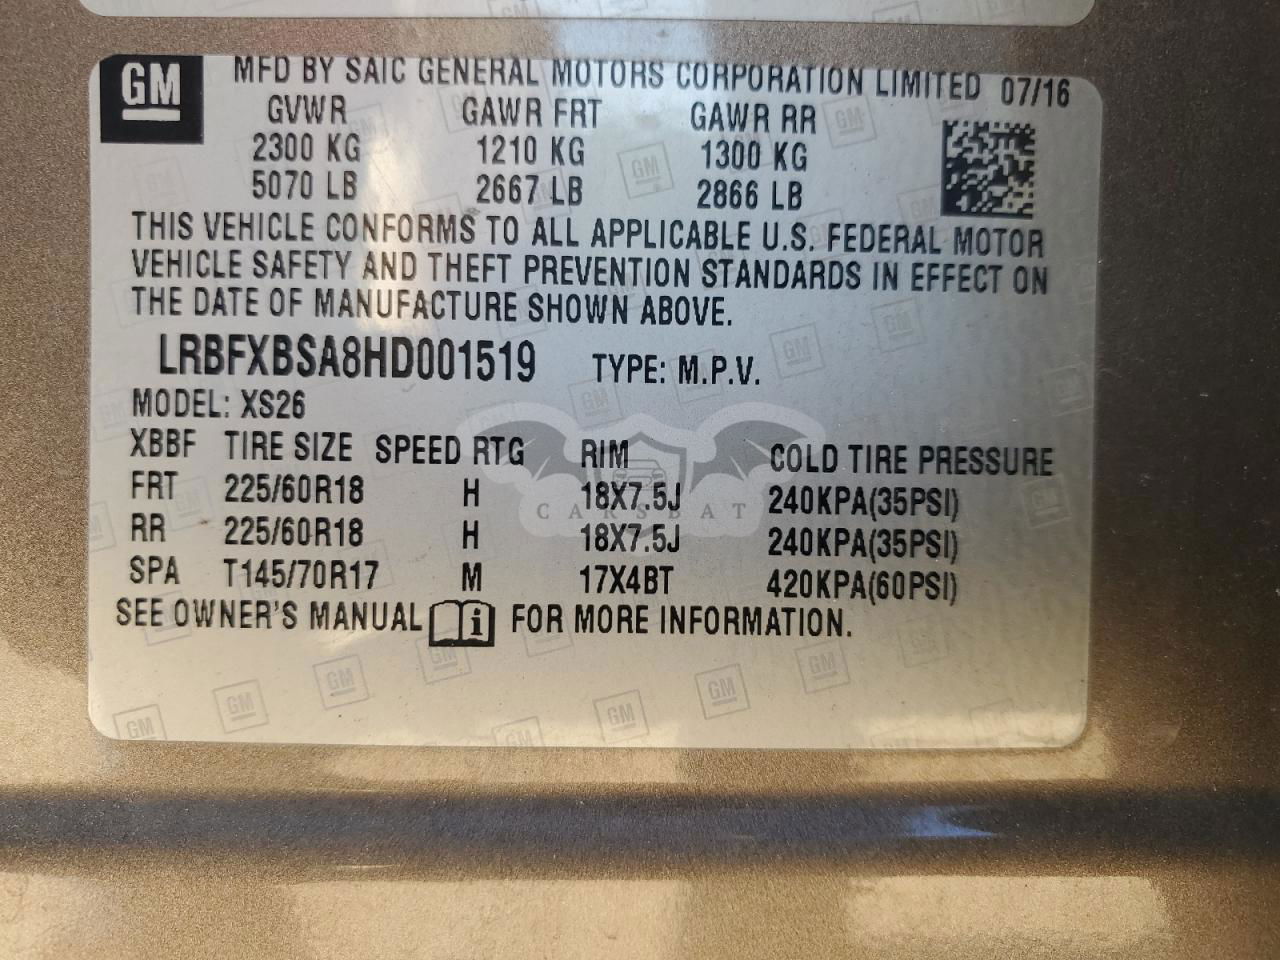 GM MFD BY SAIC GENERAL MOTORS CORPORATION LIMITED 07/16
GVWR GAWR FRT GAWR RR
2300 KG 1210 KG 1300 KG
5070 LB 2667 LB 2866 LB
THIS VEHICLE CONFORMS TO ALL APPLICABLE U.S. FEDERAL MOTOR
VEHICLE SAFETY AND THEFT PREVENTION STANDARDS IN EFFECT ON
THE DATE OF MANUFACTURE SHOWN ABOVE.
LRBFXBSA8HD001519 TYPE: M.P.V.
MODEL: XS26
XBBF TIRE SIZE SPEED RTG RIM COLD TIRE PRESSURE
FRT 225/60R18 H 18X7.5J 240KPA(35PSI)
CARSBAT
RR 225/60R18 H 18X7.5J 240KPA(35PSI)
SPA T145/70R17 M 17X4BT 420KPA(60PSI)
SEE OWNER'S MANUAL i FOR MORE INFORMATION.